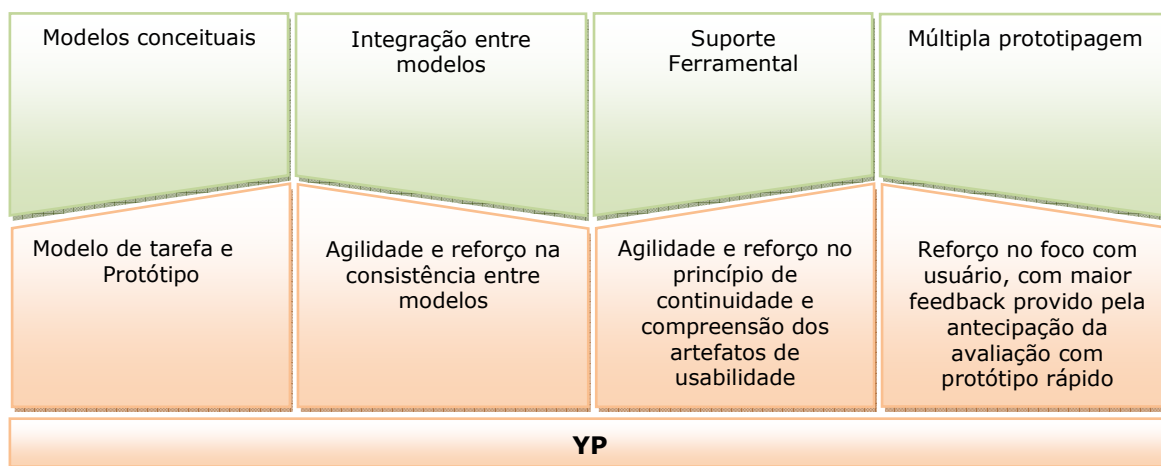 Modelos conceituais
Integração entre
modelos
Suporte
Ferramental
Múltipla prototipagem
Modelo de tarefa e
Protótipo
Agilidade e reforço na
consistência entre
modelos
Agilidade e reforço no
princípio de
continuidade e
compreensão dos
artefatos de
usabilidade
Reforço no foco com
usuário, com maior
feedback provido pela
antecipação da
avaliação com
protótipo rápido
YP